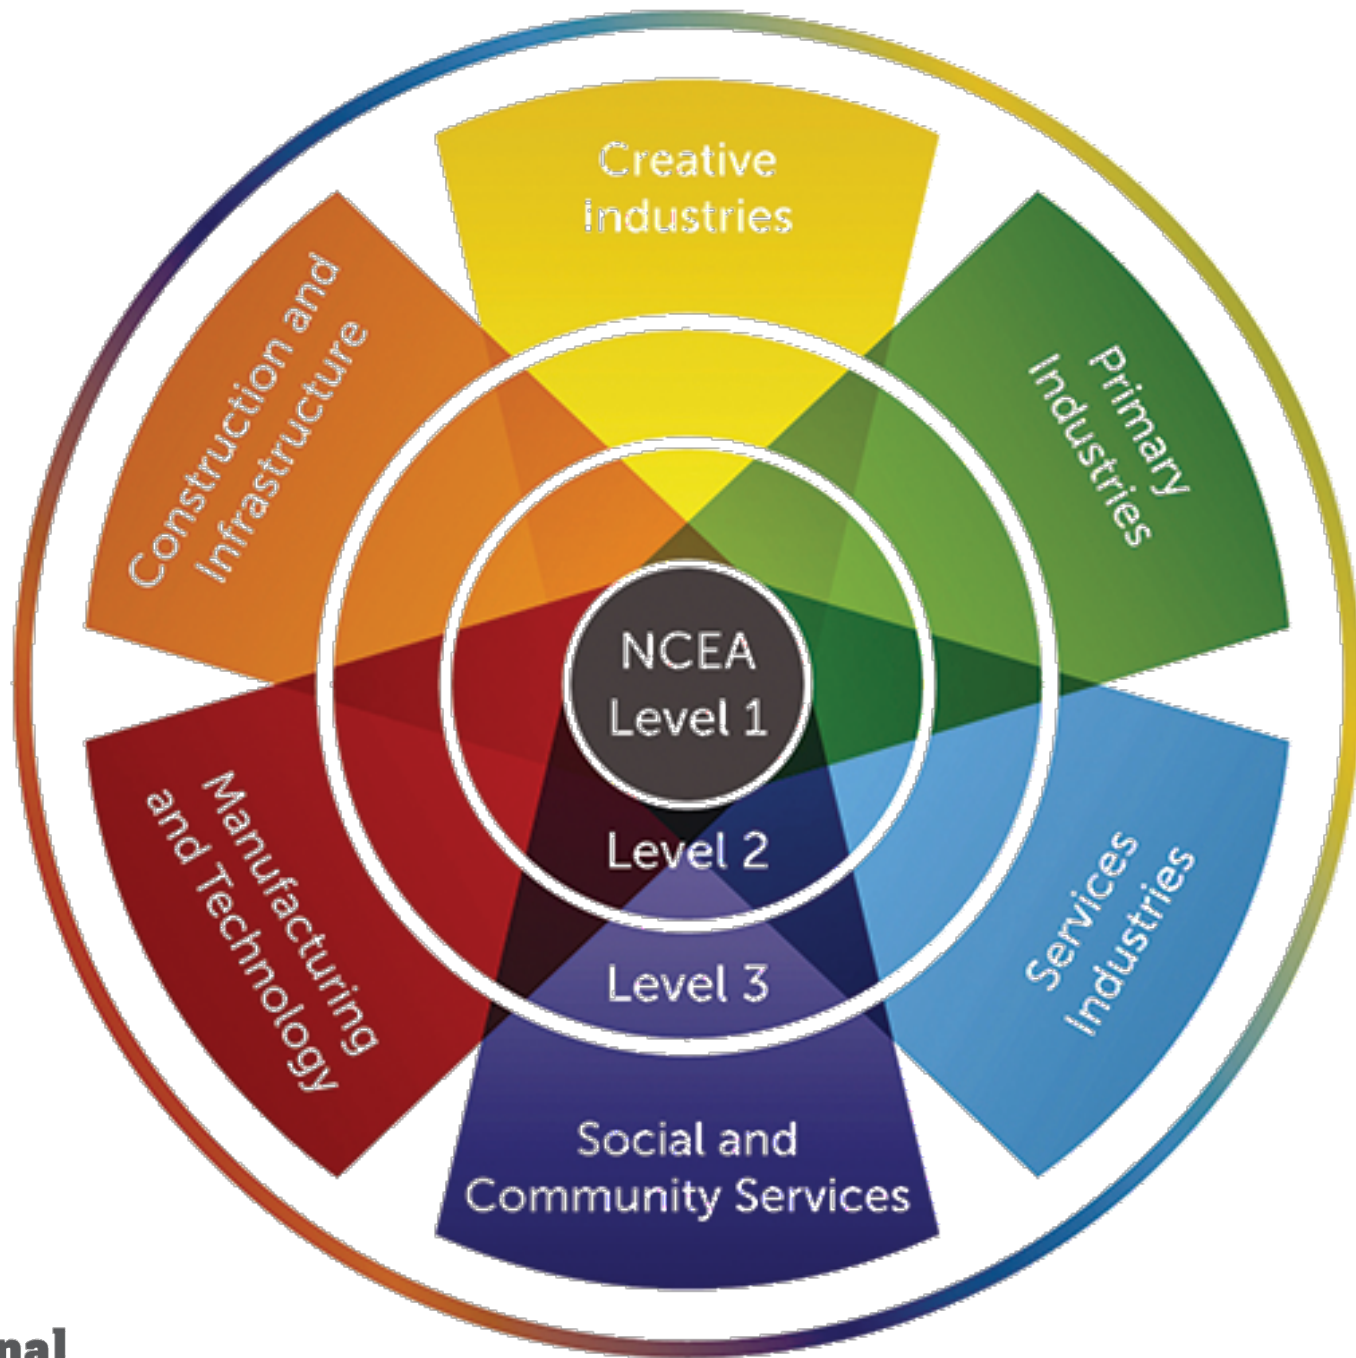 Creative
Industries
Primary
Industries
Services
Industries
Social and
Community Services
Manufacturing
and Technology
Construction and
Infrastructure
NCEA
Level 1
Level 2
Level 3
nal